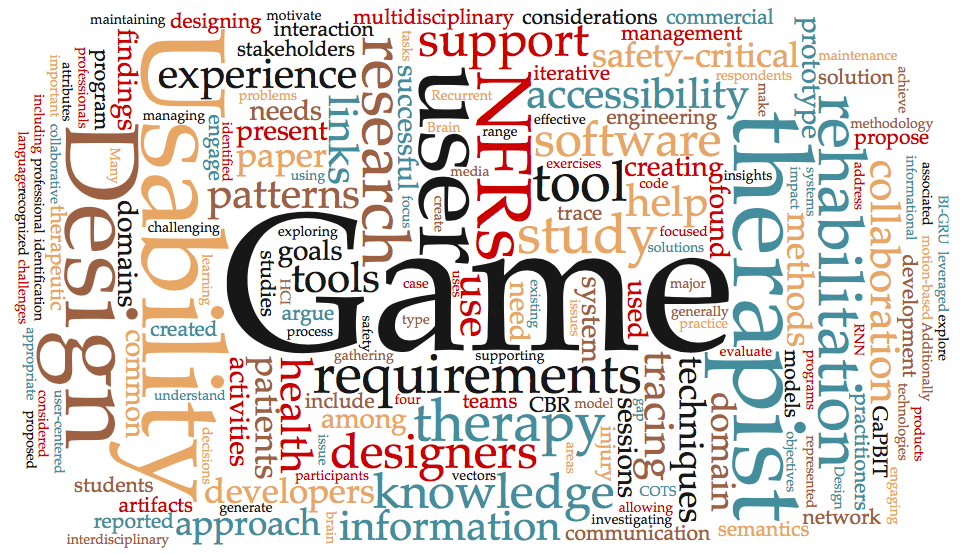 maintaining
designing
motivate
interaction
multidisciplinary
considerations
commercial
stakeholders
support
management
safety-critical
prototype
maintenance
important
attributes
professionals
program
findings
Usability
experience
research
tasks
successful
user
Recurrent
NFRs
iterative
respondents
accessibility
make
solution
achieve
problems
needs
links
managing
engage
identified
present
Brain
range
effective
engineering
software
therapist
systems
rehabilitation
methodology
propose
including
languages
recognized
challenges
professional
identification
collaborative
therapeutic
Design
Many
domains
challenging
paper
using
patterns
focus
create
media
tool
exercises
code
creating
insights
help
found
trace
impact
address
collaboration
informational
associated
BI-GRU
leveraged
explore
motion-based
Additionally
exploring
goals
studies
HCI
tools
Game
study
focused
solutions
methods
development
learning
created
argue
process
case
type
uses
use
need
existing
issues
system
used
major
generally
practice
safety
common
understand
appropriate
proposed
considered
user-centered
activities
patients
health
gathering
supporting
requirements
include
four
teams
CBR
model
gap
among
therapy
sessions
tracing
techniques
evaluate
domain
models
programs
RNN
practitioners
GaPBIT
technologies
products
objectives
represented
Design
engaging
decisions
issue
designers
areas
injury
participants
vectors
COTS
students
artifacts
developers
generate
knowledge
allowing
investigating
network
reported
interdisciplinary
approach
brain
information
communication
semantics